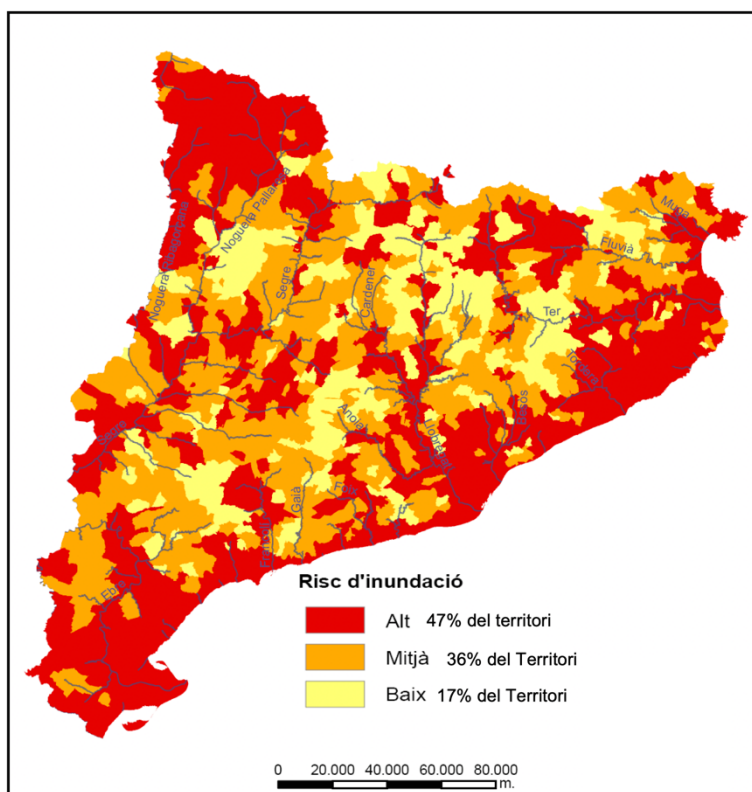 Noguera Pallaresa
Noguera Ribagorçana
Segre
Cardener
Muga
Fluvià
Ter
Tordera
Besòs
Llobregat
Anoia
Segre
Foix
Gaià
Francolí
Ebre
Risc d'inundació
Alt 47% del territori
Mitjà 36% del Territori
Baix 17% del Territori
0 20.000 40.000 60.000 80.000
m.